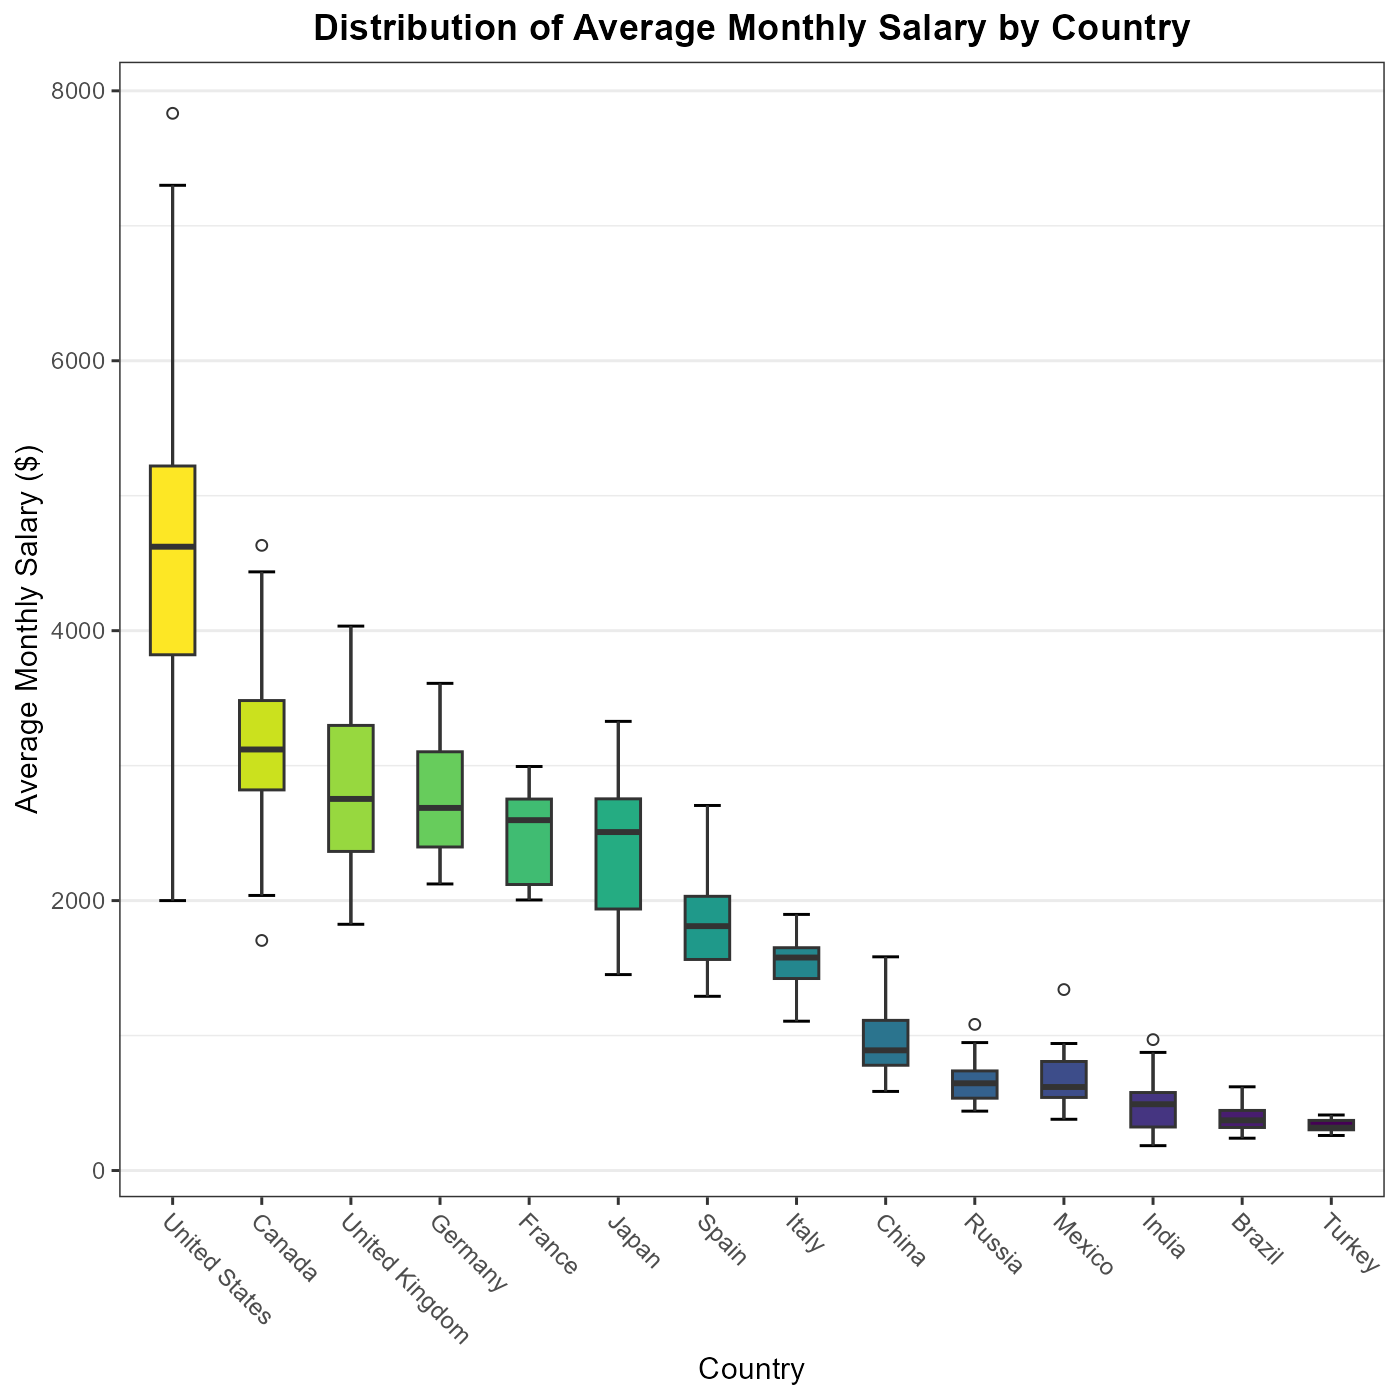 Distribution of Average Monthly Salary by Country
Average Monthly Salary ($)
8000
6000
4000
2000
0
United States
Canada
United Kingdom
Germany
France
Japan
Spain
Italy
China
Russia
Mexico
India
Brazil
Turkey
Country